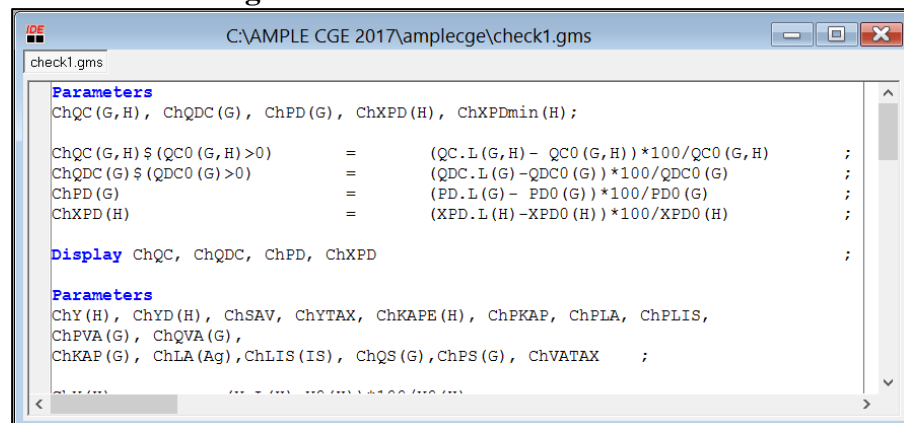 IDE
C:\AMPLE CGE 2017\amplecge\check1.gms
check1.gms
Parameters
ChQC(G,H), ChQDC(G), ChPD(G), ChXPD(H), ChXPDmin(H);
ChQC(G,H)$(QC0(G,H)>0) = (QC.L(G,H)- QC0(G,H))*100/QC0(G,H) ;
ChQDC(G)$(QDC0(G)>0) = (QDC.L(G)-QDC0(G))*100/QDC0(G) ;
ChPD(G) = (PD.L(G)- PD0(G))*100/PD0(G) ;
ChXPD(H) = (XPD.L(H)-XPD0(H))*100/XPD0(H) ;
Display ChQC, ChQDC, ChPD, ChXPD ;
Parameters
ChY(H), ChYD(H), ChSAV, ChYTAX, ChKAPE(H), ChPKAP, ChPLA, ChPLIS,
ChPVA(G), ChQVA(G),
ChKAP(G), ChLA(Ag),ChLIS(IS), ChQS(G),ChPS(G), ChVATAX ;